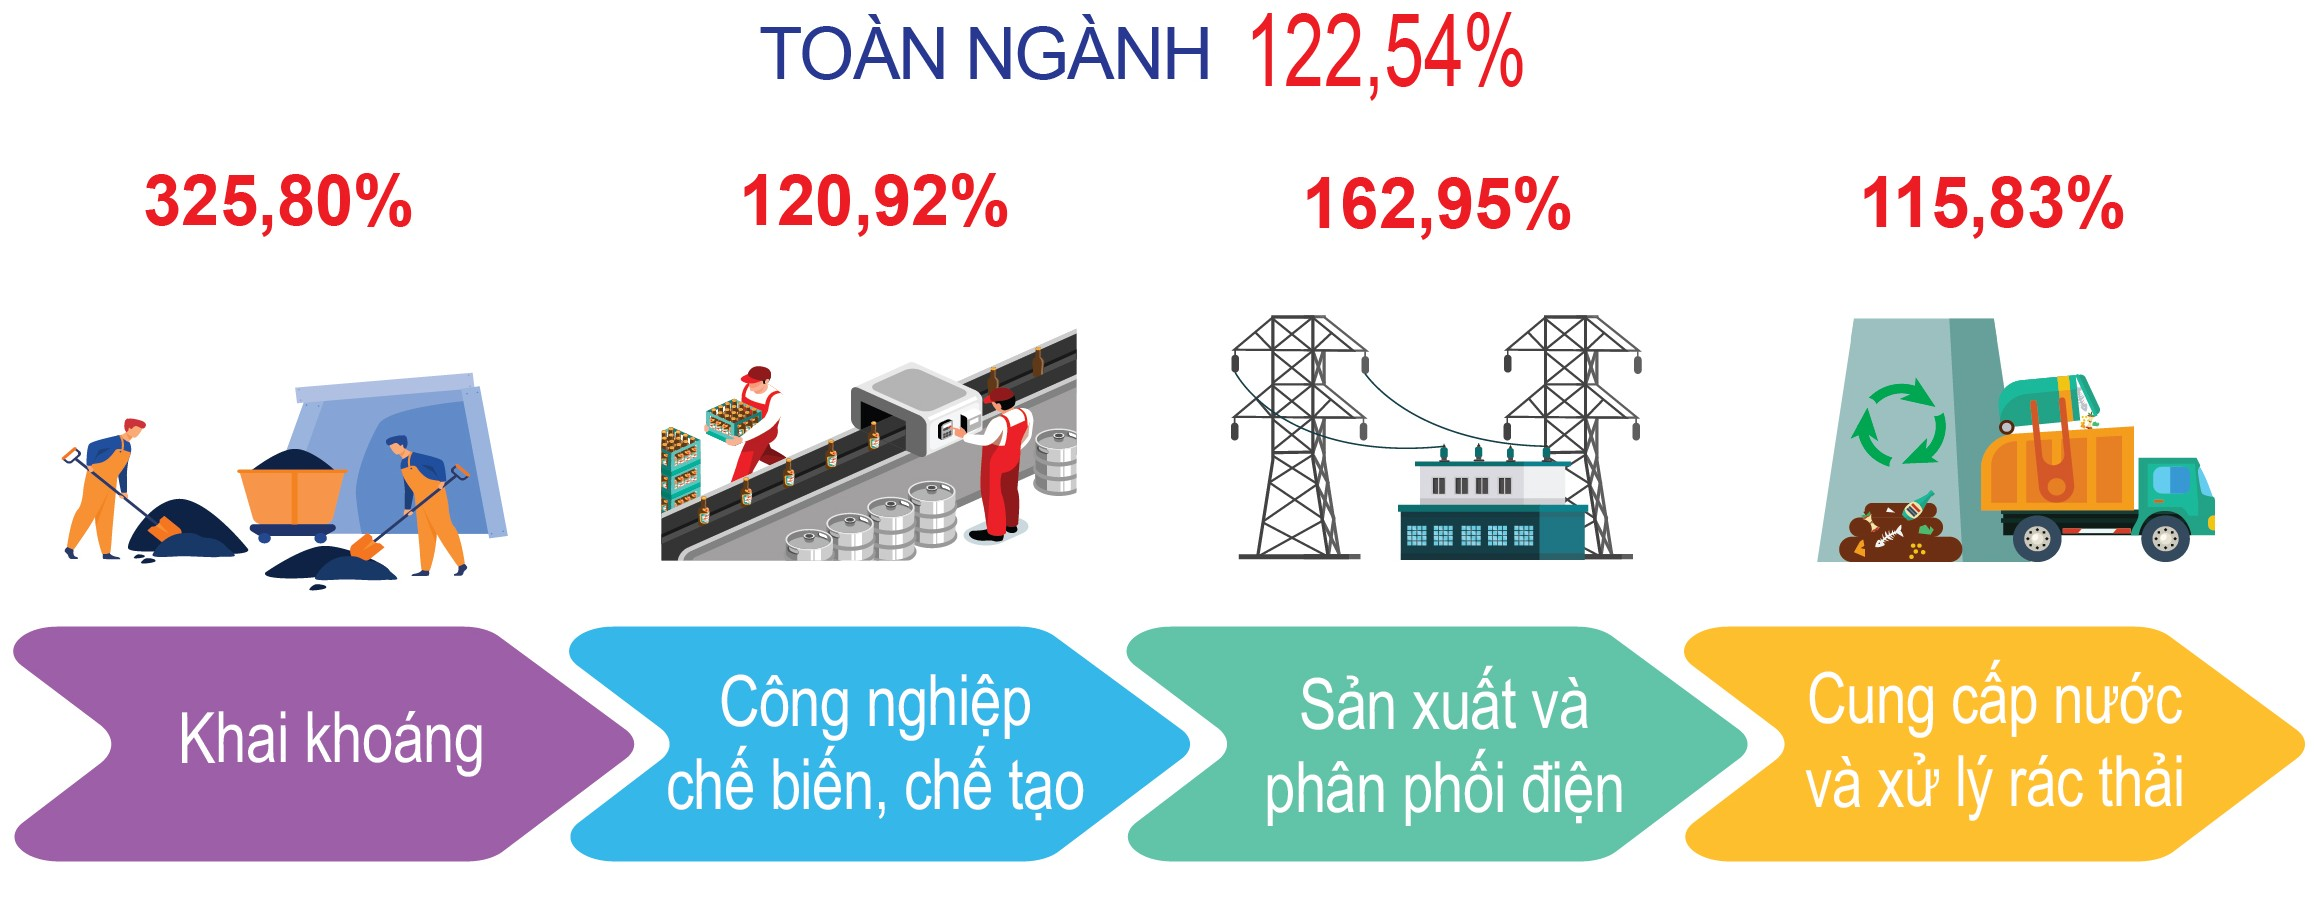 TOÀN NGÀNH 122,54%
325,80%
120,92%
162,95%
115,83%
Khai khoáng
Công nghiệp
chế biến, chế tạo
Sản xuất và
phân phối điện
Cung cấp nước
và xử lý rác thải